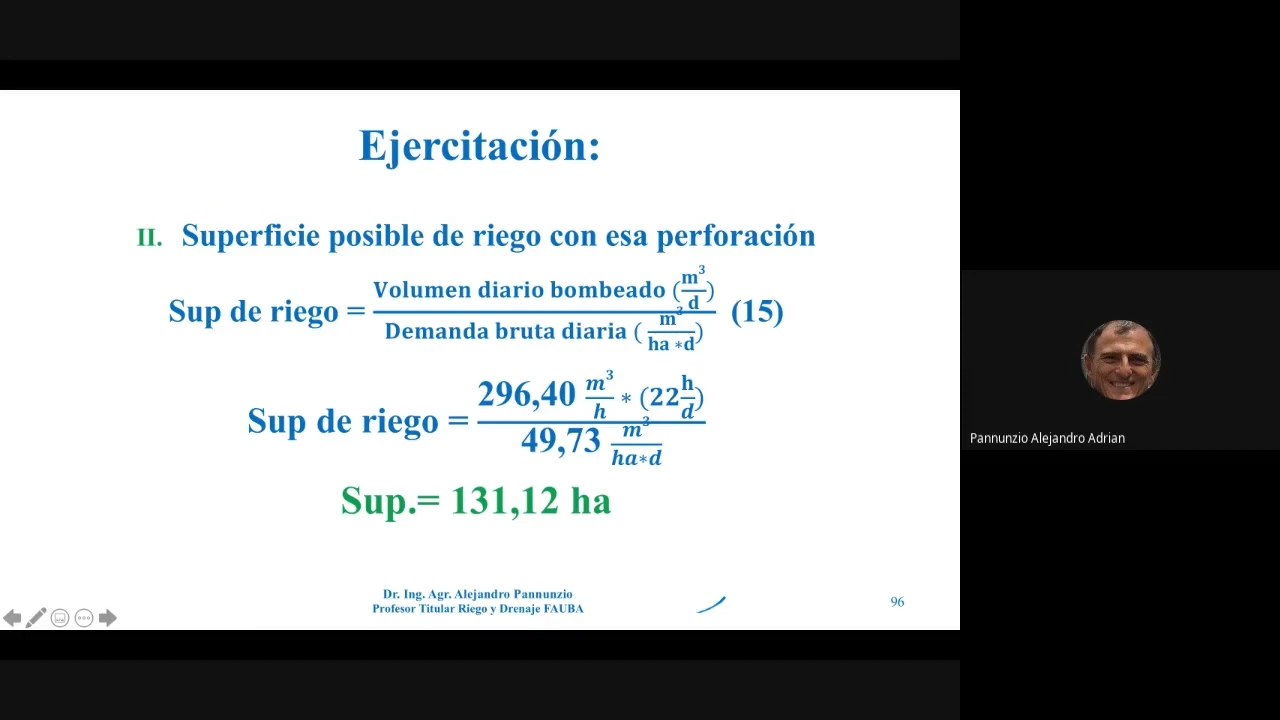 Ejercitación:
II. Superficie posible de riego con esa perforación
Sup de riego = Volumen diario bombeado (m³/d) / Demanda bruta diaria (m³/ha *d) (15)
Sup de riego = 296,40 m³/h * (22 h/d) / 49,73 m³/ha*d
Sup.= 131,12 ha
Dr. Ing. Agr. Alejandro Pannunzio
Profesor Titular Riego y Drenaje FAUBA
96
Pannunzio Alejandro Adrian